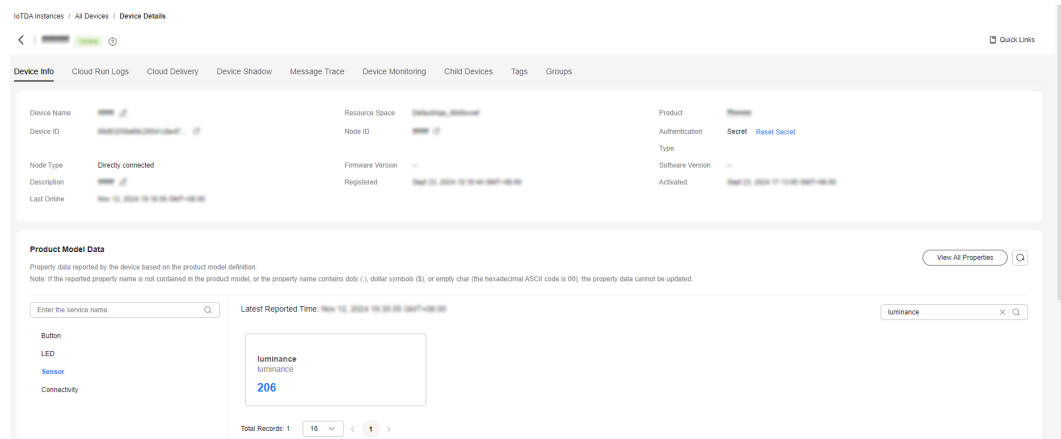 IoTDA Instances / All Devices / Device Details
Quick Links
Device Info Cloud Run Logs Cloud Delivery Device Shadow Message Trace Device Monitoring Child Devices Tags Groups
Device Name Resource Space Product
Device ID Node ID Authentication Type Secret Reset Secret
Node Type Directly connected Firmware Version -- Software Version --
Description Registered Activated
Last Online
Product Model Data
View All Properties
Property data reported by the device based on the product model definition.
Note: If the reported property name is not contained in the product model, or the property name contains dots (.), dollar symbols ($), or empty char (the hexadecimal ASCII code is 00), the property data cannot be updated.
Enter the service name. Latest Reported Time: luminance
Button
LED
Sensor
Connectivity
luminance
luminance
206
Total Records: 1 16 < 1 >